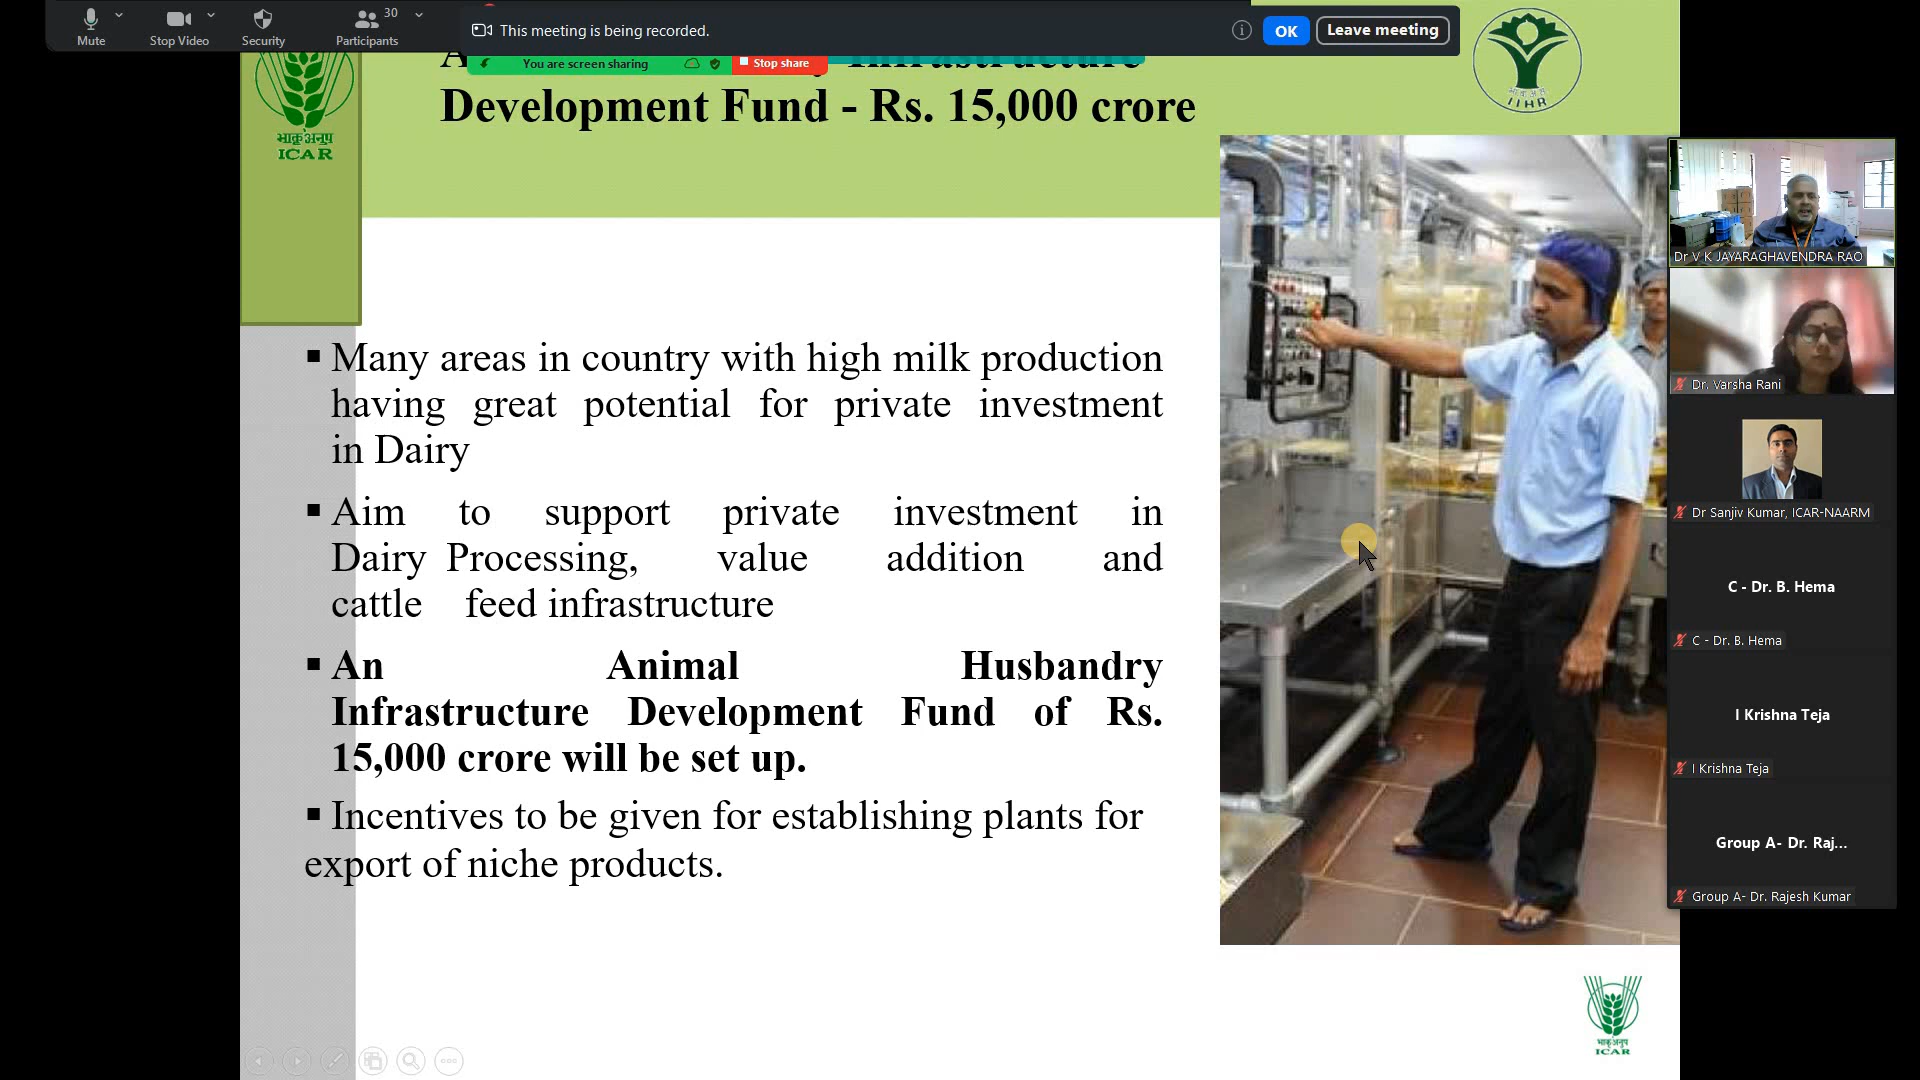 Mute
Stop Video
Security
Participants
30
This meeting is being recorded.
OK
Leave meeting
You are screen sharing
Stop share
Infrastructure
Development Fund - Rs. 15,000 crore
भाकृअनुप
ICAR
IIHR
▪ Many areas in country with high milk production
having great potential for private investment
in Dairy
▪ Aim to support private investment in
Dairy Processing, value addition and
cattle feed infrastructure
▪ An Animal Husbandry
Infrastructure Development Fund of Rs.
15,000 crore will be set up.
▪ Incentives to be given for establishing plants for
export of niche products.
Dr V K JAYARAGHAVENDRA RAO
Dr. Varsha Rani
Dr Sanjiv Kumar, ICAR-NAARM
C - Dr. B. Hema
C - Dr. B. Hema
I Krishna Teja
I Krishna Teja
Group A- Dr. Raj...
Group A- Dr. Rajesh Kumar
भाकृअनुप
ICAR